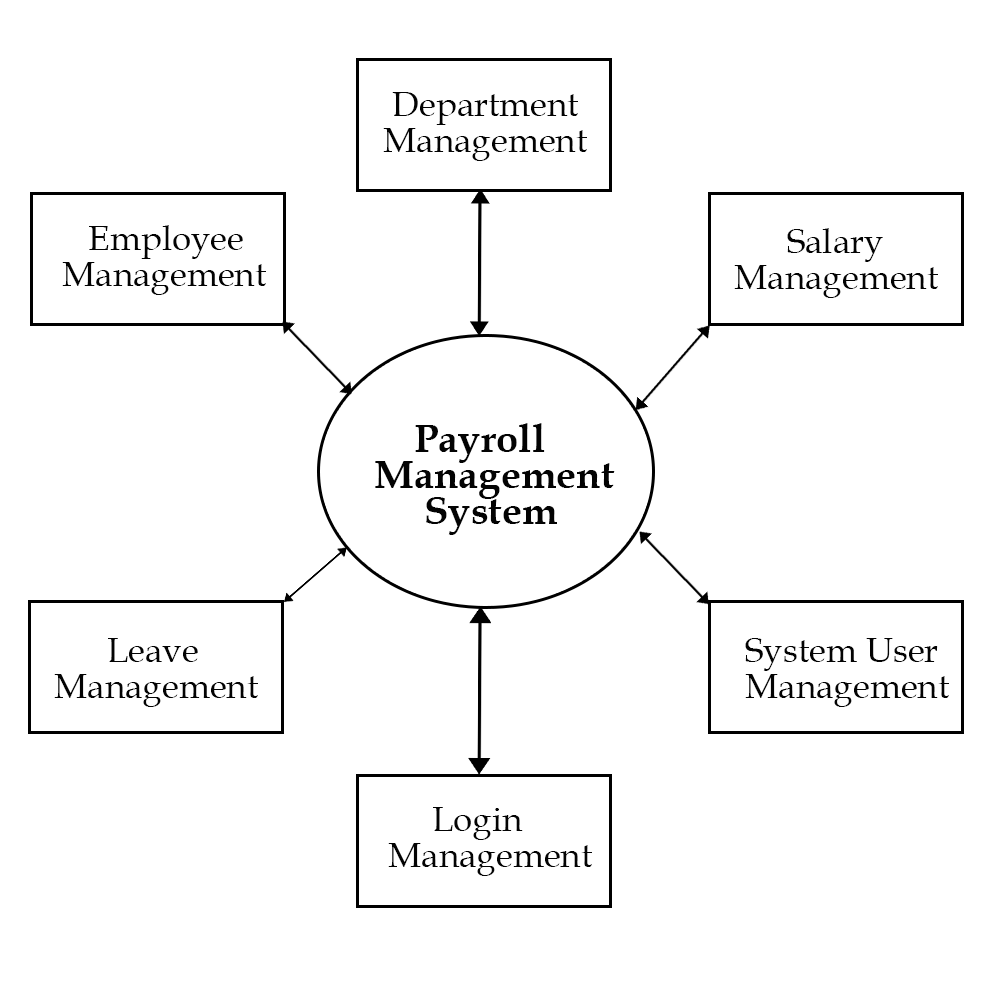 Department
Management
Employee
Management
Salary
Management
Payroll
Management
System
Leave
Management
System User
Management
Login
Management